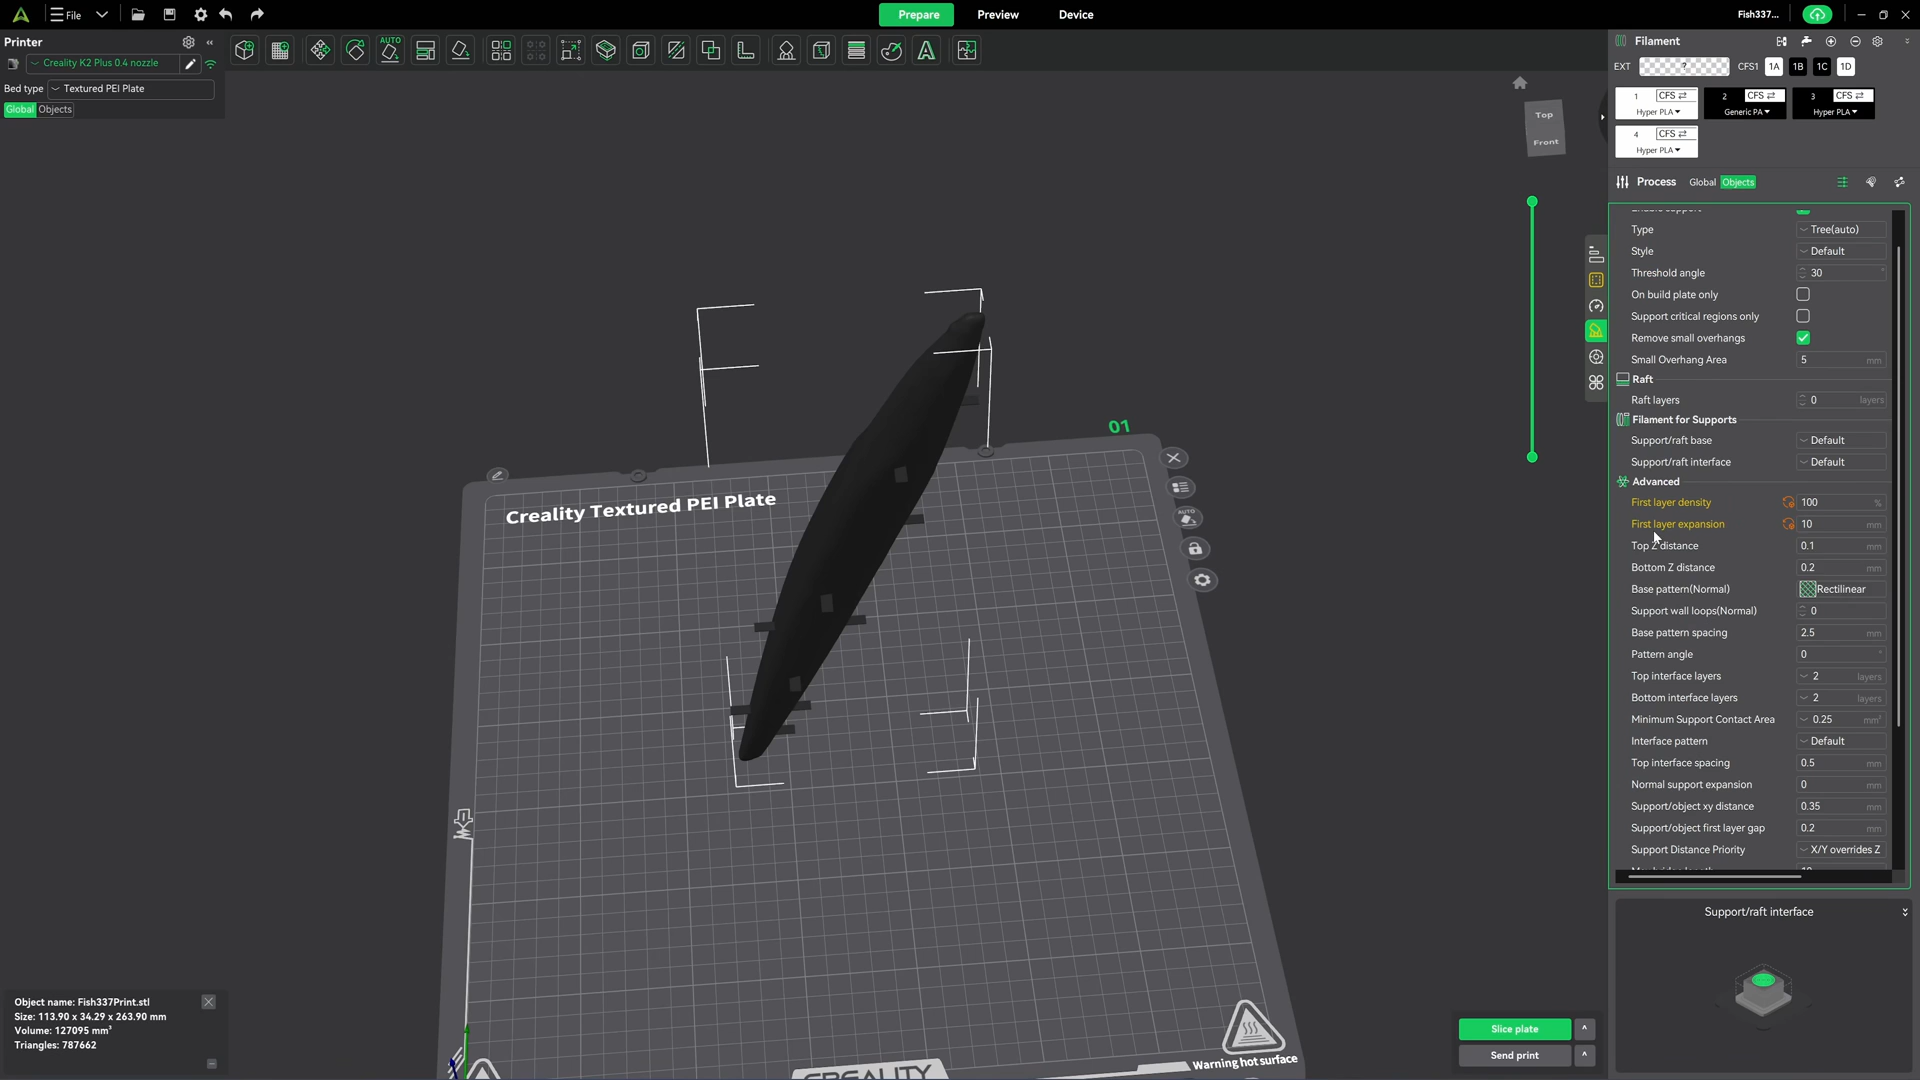 File
Prepare
Preview
Device
Fish337...
Printer
Creality K2 Plus 0.4 nozzle
Bed type
Textured PEI Plate
Global
Objects
AUTO
Top
Front
01
Creality Textured PEI Plate
AUTO
CREALITY
Warning hot surface
Object name: Fish337Print.stl
Size: 113.90 x 34.29 x 263.90 mm
Volume: 127095 mm³
Triangles: 787662
Filament
EXT ? CFS1 1A 1B 1C 1D
1 CFS
Hyper PLA
2 CFS
Generic PA
3 CFS
Hyper PLA
4 CFS
Hyper PLA
Process Global Objects
Enable support
Type Tree(auto)
Style Default
Threshold angle 30 °
On build plate only
Support critical regions only
Remove small overhangs
Small Overhang Area 5 mm
Raft
Raft layers 0 layers
Filament for Supports
Support/raft base Default
Support/raft interface Default
Advanced
First layer density 100 %
First layer expansion 10 mm
Top Z distance 0.1 mm
Bottom Z distance 0.2 mm
Base pattern(Normal) Rectilinear
Support wall loops(Normal) 0
Base pattern spacing 2.5 mm
Pattern angle 0 °
Top interface layers 2 layers
Bottom interface layers 2 layers
Minimum Support Contact Area 0.25 mm²
Interface pattern Default
Top interface spacing 0.5 mm
Normal support expansion 0 mm
Support/object xy distance 0.35 mm
Support/object first layer gap 0.2 mm
Support Distance Priority X/Y overrides Z
Support/raft interface
Slice plate
Send print